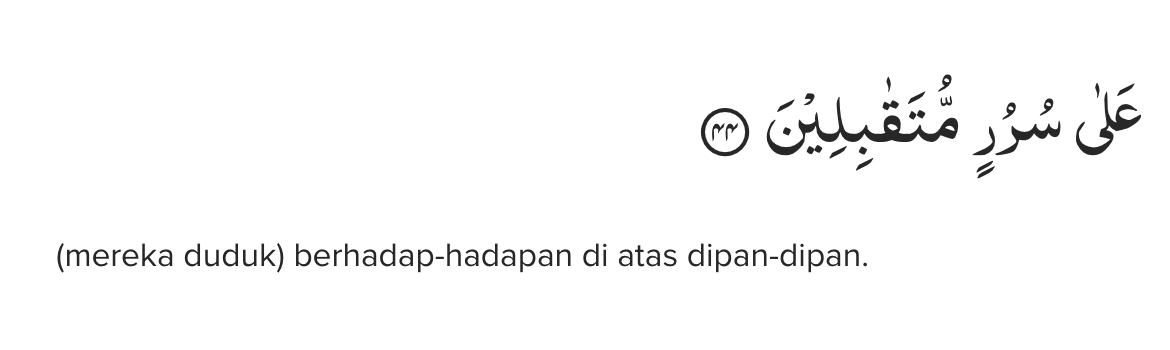 عَلٰى سُرُرٍ مُّتَقٰبِلِيْنَ ۝٤٤
(mereka duduk) berhadap-hadapan di atas dipan-dipan.